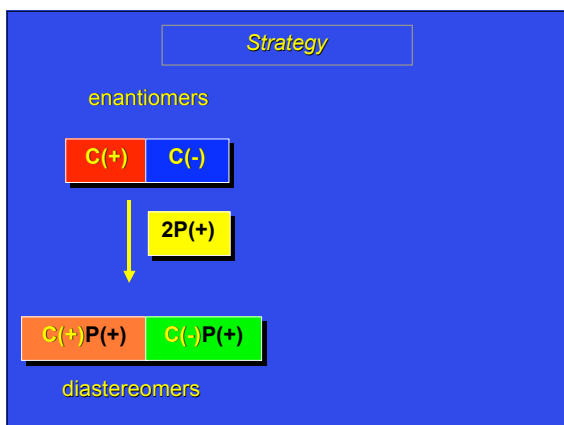 Strategy
enantiomers
C(+) C(-)
2P(+)
C(+)P(+) C(-)P(+)
diastereomers